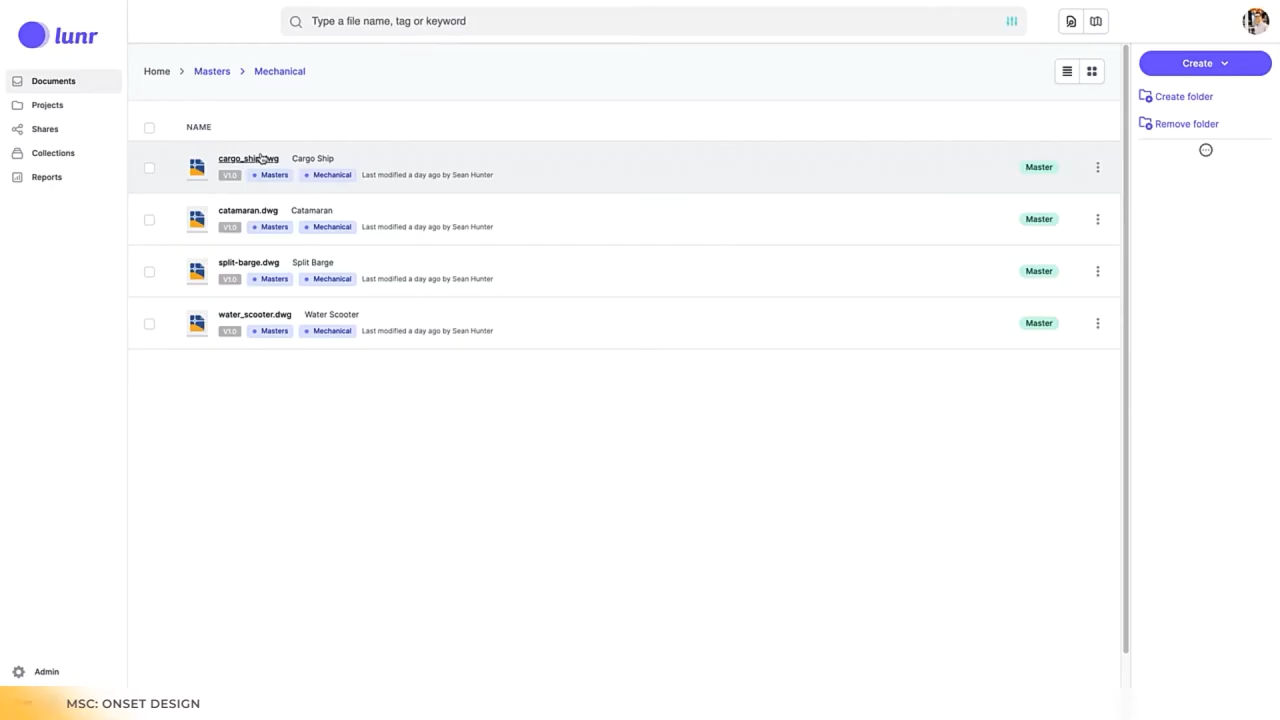 lunr
Type a file name, tag or keyword
Documents
Projects
Shares
Collections
Reports
Admin
Home > Masters > Mechanical
NAME
cargo_ship.dwg Cargo Ship
V1.0 Masters Mechanical Last modified a day ago by Sean Hunter
Master
catamaran.dwg Catamaran
V1.0 Masters Mechanical Last modified a day ago by Sean Hunter
Master
split-barge.dwg Split Barge
V1.0 Masters Mechanical Last modified a day ago by Sean Hunter
Master
water_scooter.dwg Water Scooter
V1.0 Masters Mechanical Last modified a day ago by Sean Hunter
Master
Create
Create folder
Remove folder
MSC: ONSET DESIGN